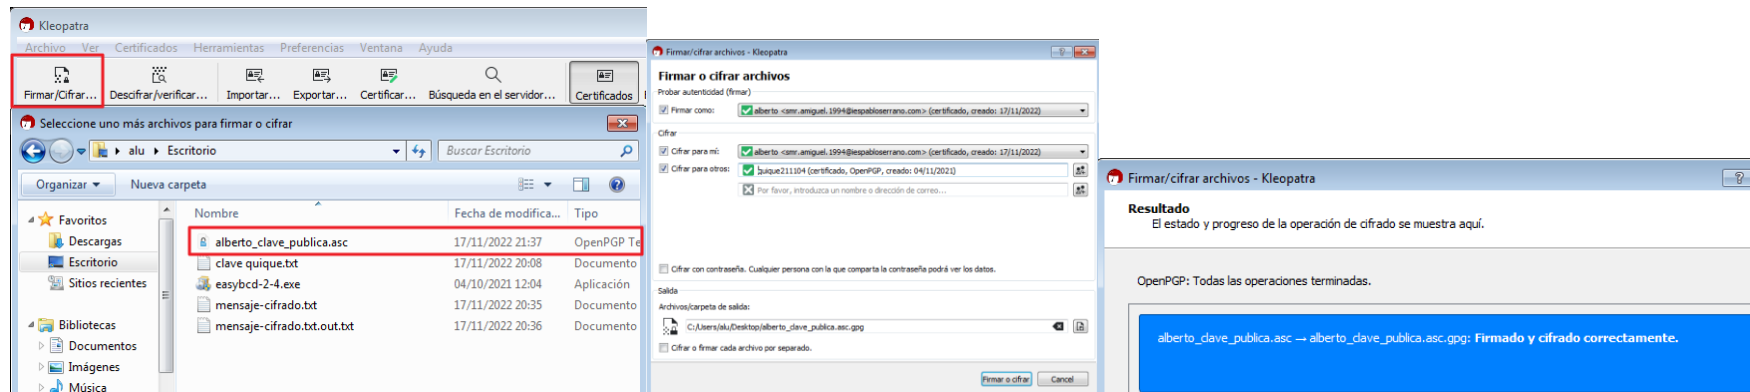 Kleopatra
Archivo Ver Certificados Herramientas Preferencias Ventana Ayuda
Firmar/Cifrar... Descifrar/verificar... Importar... Exportar... Certificar... Búsqueda en el servidor... Certificados
Seleccione uno más archivos para firmar o cifrar
alu Escritorio Buscar Escritorio
Organizar Nueva carpeta
Favoritos
Descargas
Escritorio
Sitios recientes
Bibliotecas
Documentos
Imágenes
Música
Nombre Fecha de modifica... Tipo
alberto_clave_publica.asc 17/11/2022 21:37 OpenPGP Te
clave quique.txt 17/11/2022 20:08 Documento
easybcd-2-4.exe 04/10/2021 12:04 Aplicación
mensaje-cifrado.txt 17/11/2022 20:35 Documento
mensaje-cifrado.txt.out.txt 17/11/2022 20:36 Documento
Firmar/cifrar archivos - Kleopatra
Firmar o cifrar archivos
Probar autenticidad (firmar)
Firmar como: alberto <smr.amiguel.1994@iespabloserrano.com> (certificado, creado: 17/11/2022)
Cifrar
Cifrar para mí: alberto <smr.amiguel.1994@iespabloserrano.com> (certificado, creado: 17/11/2022)
Cifrar para otros: quique211104 (certificado, OpenPGP, creado: 04/11/2021)
Por favor, introduzca un nombre o dirección de correo...
Cifrar con contraseña. Cualquier persona con la que comparta la contraseña podrá ver los datos.
Salida
Archivos/carpeta de salida:
C:/Users/alu/Desktop/alberto_clave_publica.asc.gpg
Cifrar o firmar cada archivo por separado.
Firmar o cifrar Cancel
Firmar/cifrar archivos - Kleopatra
Resultado
El estado y progreso de la operación de cifrado se muestra aquí.
OpenPGP: Todas las operaciones terminadas.
alberto_clave_publica.asc → alberto_clave_publica.asc.gpg: Firmado y cifrado correctamente.